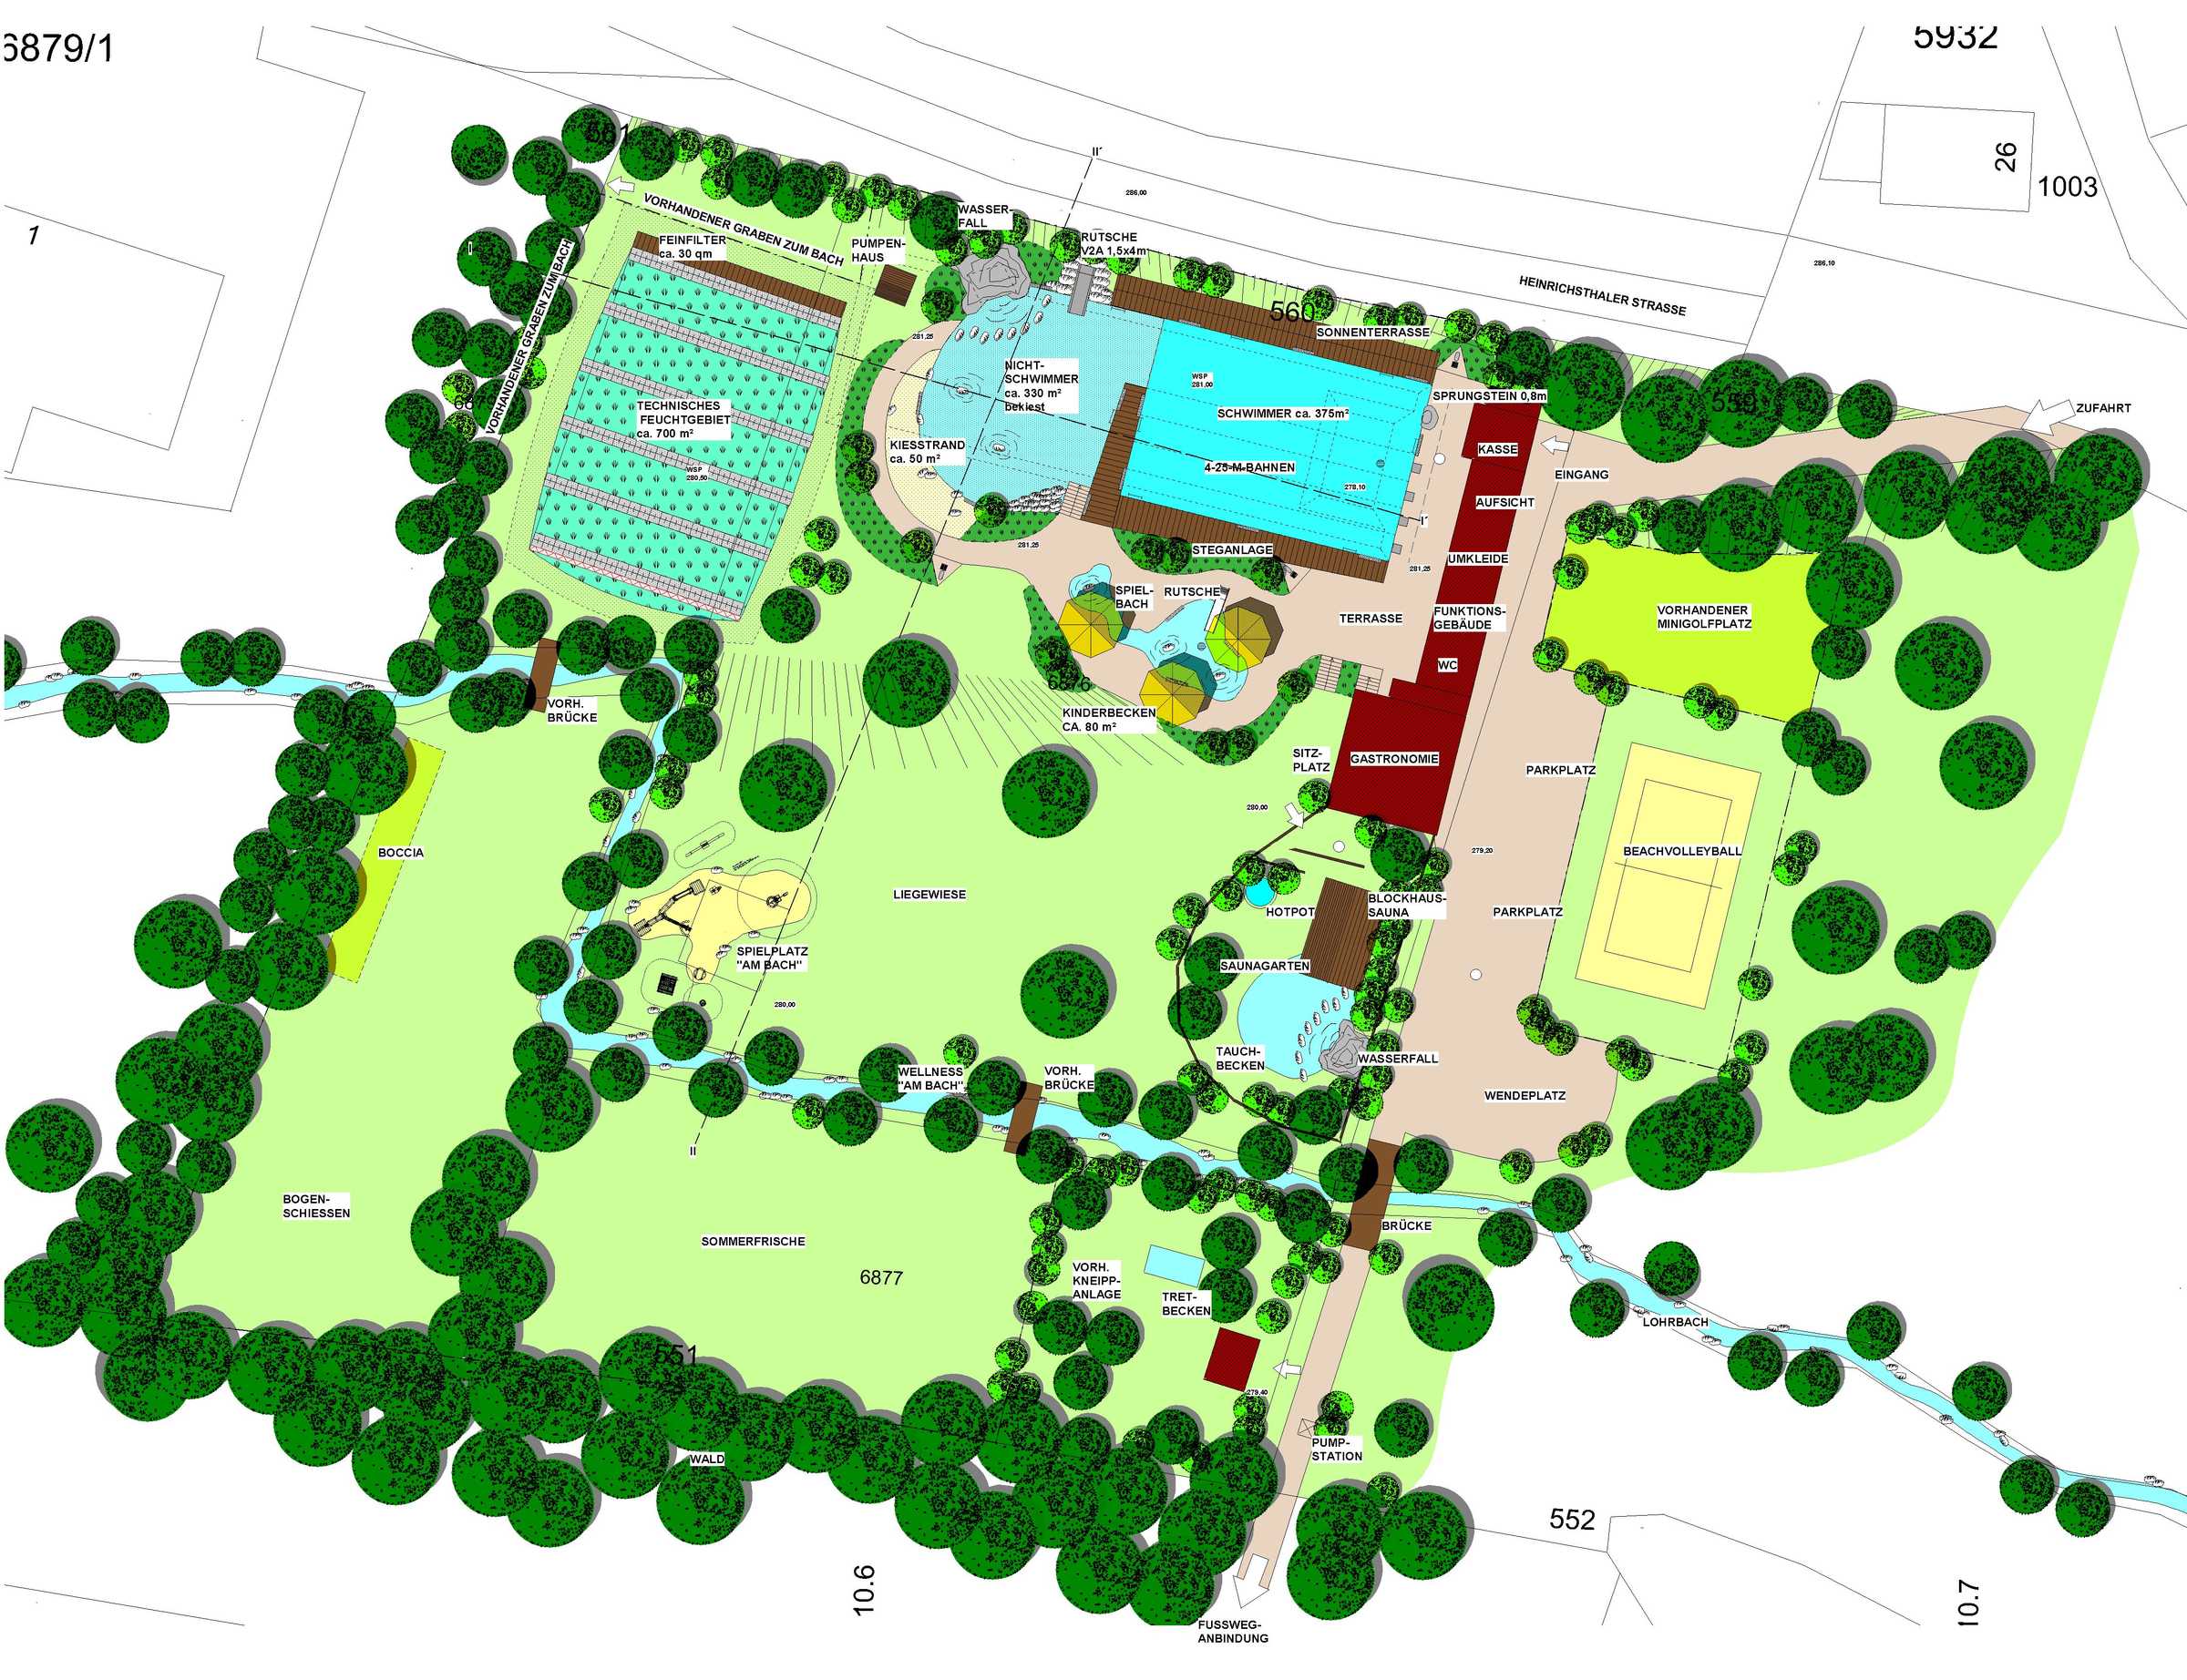 6879/1
5932
26
1003
1
561
II´
286,00
VORHANDENER GRABEN ZUM BACH
WASSER-
FALL
RUTSCHE
V2A 1,5x4m
FEINFILTER
ca. 30 qm
PUMPEN-
HAUS
I
286,10
HEINRICHSTHALER STRASSE
560
SONNENTERRASSE
281,25
VORHANDENER GRABEN ZUM BACH
NICHT-
SCHWIMMER
ca. 330 m²
bekiest
WSP
281,00
SPRUNGSTEIN 0,8m
559
ZUFAHRT
TECHNISCHES
FEUCHTGEBIET
ca. 700 m²
SCHWIMMER ca. 375m²
KIESSTRAND
ca. 50 m²
KASSE
EINGANG
WSP
280,50
4-25-M-BAHNEN
278,10
AUFSICHT
I´
281,25
STEGANLAGE
281,25
UMKLEIDE
SPIEL-
BACH
RUTSCHE
TERRASSE
FUNKTIONS-
GEBÄUDE
VORHANDENER
MINIGOLFPLATZ
WC
6876
VORH.
BRÜCKE
KINDERBECKEN
CA. 80 m²
SITZ-
PLATZ
GASTRONOMIE
PARKPLATZ
280,00
BOCCIA
279,20
BEACHVOLLEYBALL
LIEGEWIESE
HOTPOT
BLOCKHAUS-
SAUNA
PARKPLATZ
SPIELPLATZ
"AM BACH"
SAUNAGARTEN
280,00
TAUCH-
BECKEN
WASSERFALL
WELLNESS
"AM BACH"
VORH.
BRÜCKE
WENDEPLATZ
II
BOGEN-
SCHIESSEN
SOMMERFRISCHE
BRÜCKE
6877
VORH.
KNEIPP-
ANLAGE
TRET-
BECKEN
LOHRBACH
551
279,40
WALD
PUMP-
STATION
552
10.6
10.7
FUSSWEG-
ANBINDUNG